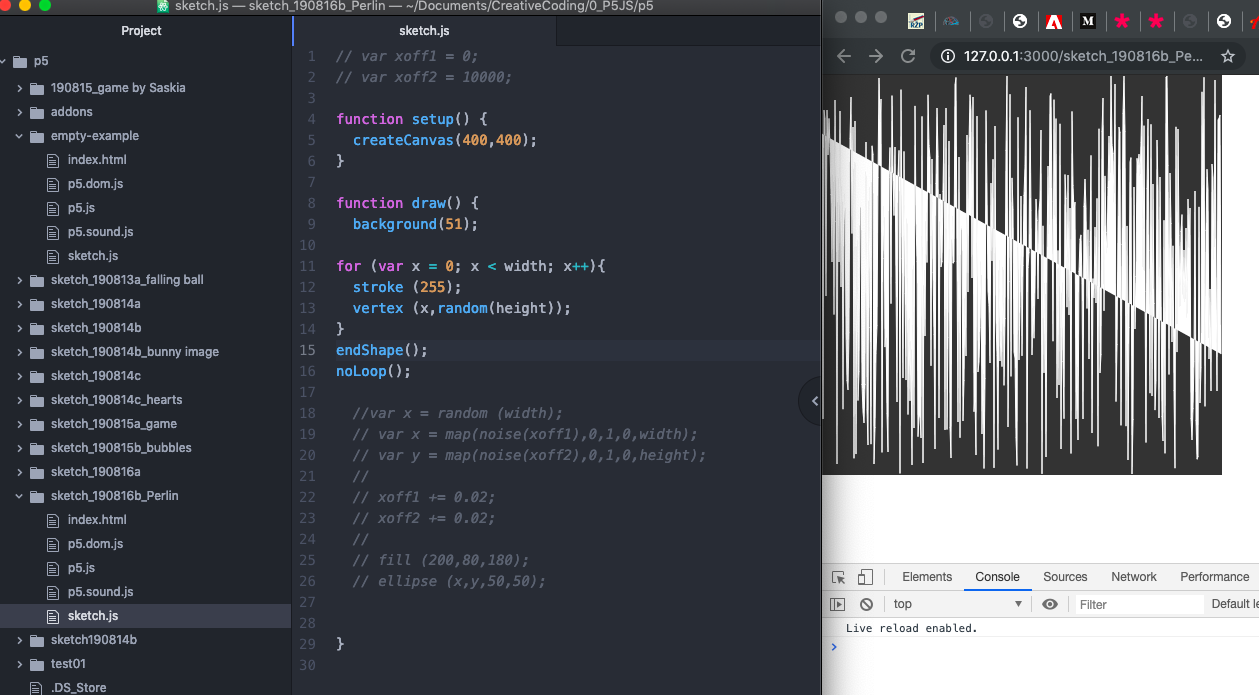 sketch.js — sketch_190816b_Perlin — ~/Documents/CreativeCoding/0_P5JS/p5
Project
p5
190815_game by Saskia
addons
empty-example
index.html
p5.dom.js
p5.js
p5.sound.js
sketch.js
sketch_190813a_falling ball
sketch_190814a
sketch_190814b
sketch_190814b_bunny image
sketch_190814c
sketch_190814c_hearts
sketch_190815a_game
sketch_190815b_bubbles
sketch_190816a
sketch_190816b_Perlin
index.html
p5.dom.js
p5.js
p5.sound.js
sketch.js
sketch190814b
test01
.DS_Store
sketch.js
1 // var xoff1 = 0;
2 // var xoff2 = 10000;
3
4 function setup() {
5 createCanvas(400,400);
6 }
7
8 function draw() {
9 background(51);
10
11 for (var x = 0; x < width; x++){
12 stroke (255);
13 vertex (x,random(height));
14 }
15 endShape();
16 noLoop();
17
18 //var x = random (width);
19 // var x = map(noise(xoff1),0,1,0,width);
20 // var y = map(noise(xoff2),0,1,0,height);
21 //
22 // xoff1 += 0.02;
23 // xoff2 += 0.02;
24 //
25 // fill (200,80,180);
26 // ellipse (x,y,50,50);
27
28
29 }
30
127.0.0.1:3000/sketch_190816b_Pe...
Elements Console Sources Network Performance
top Filter Default le
Live reload enabled.